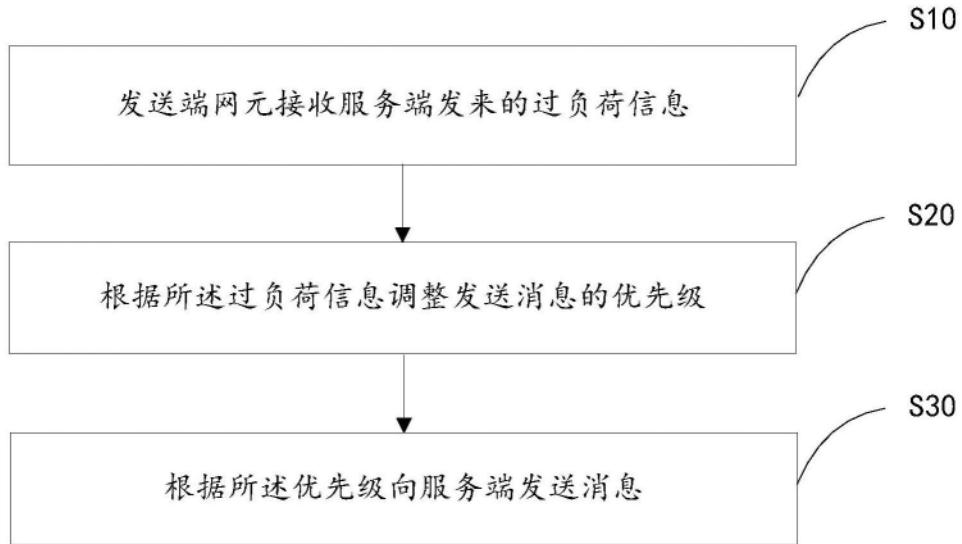 S10
发送端网元接收服务端发来的过负荷信息
S20
根据所述过负荷信息调整发送消息的优先级
S30
根据所述优先级向服务端发送消息